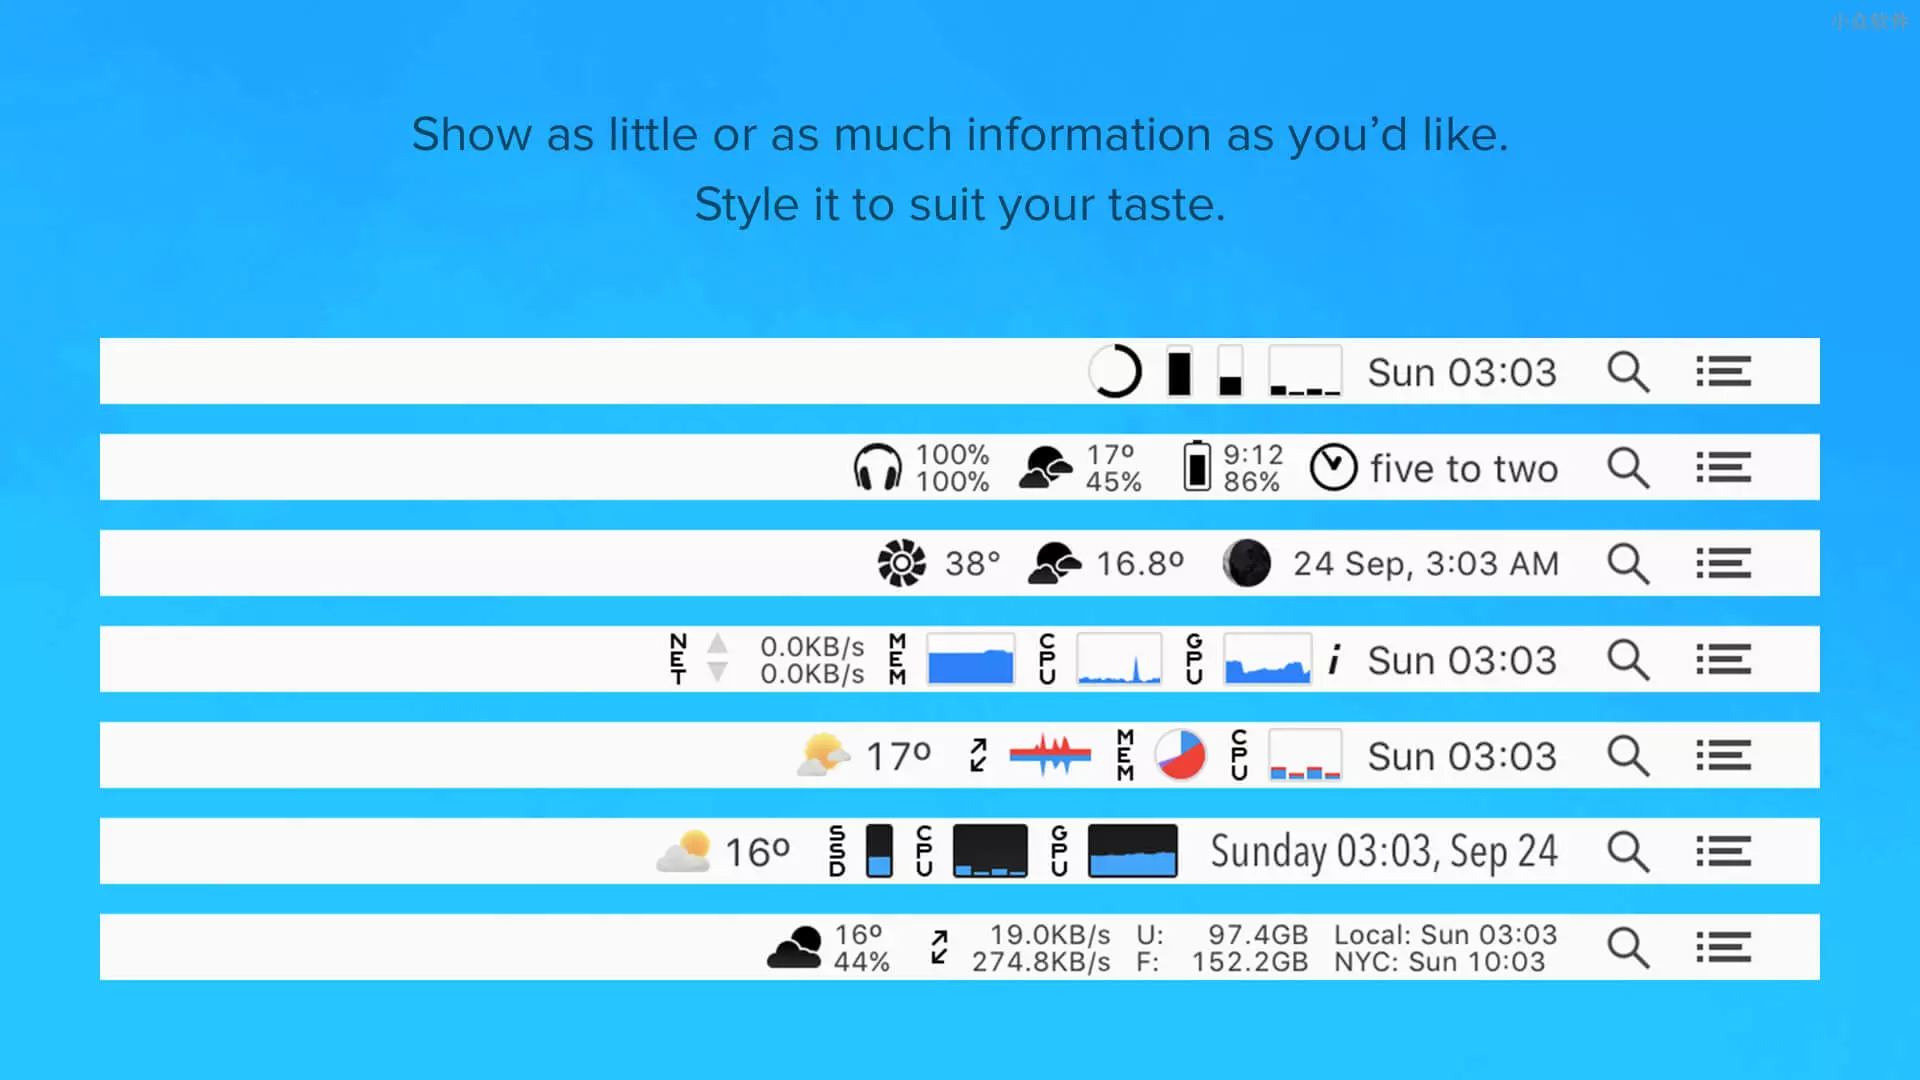 小众软件
Show as little or as much information as you’d like.
Style it to suit your taste.
Sun 03:03
100% 17º 9:12
100% 45% 86% five to two
38° 16.8º 24 Sep, 3:03 AM
NET 0.0KB/s MEM CPU GPU i Sun 03:03
0.0KB/s
17º MEM CPU Sun 03:03
16º SSD CPU GPU Sunday 03:03, Sep 24
16º 19.0KB/s U: 97.4GB Local: Sun 03:03
44% 274.8KB/s F: 152.2GB NYC: Sun 10:03